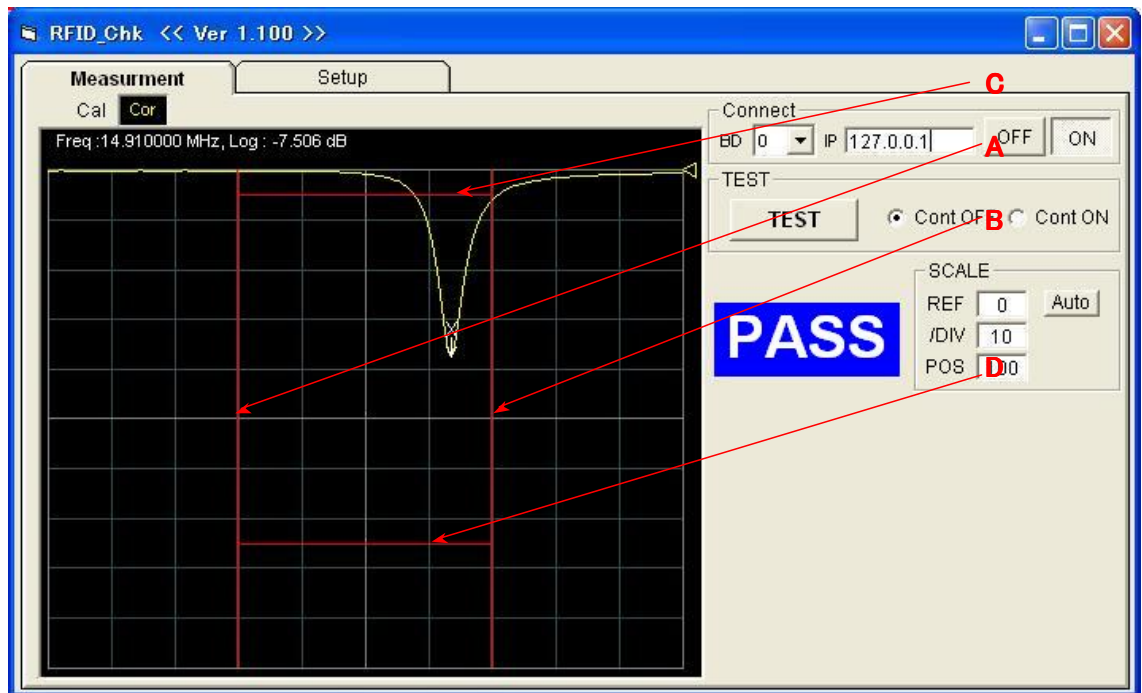 RFID_Chk << Ver 1.100 >>
Measurment Setup
Cal Cor
Freq :14.910000 MHz, Log : -7.506 dB
C
Connect
BD 0 IP 127.0.0.1 OFF ON
A
TEST
TEST Cont OFF Cont ON
B
PASS
SCALE
REF 0 Auto
/DIV 10
POS 100
D